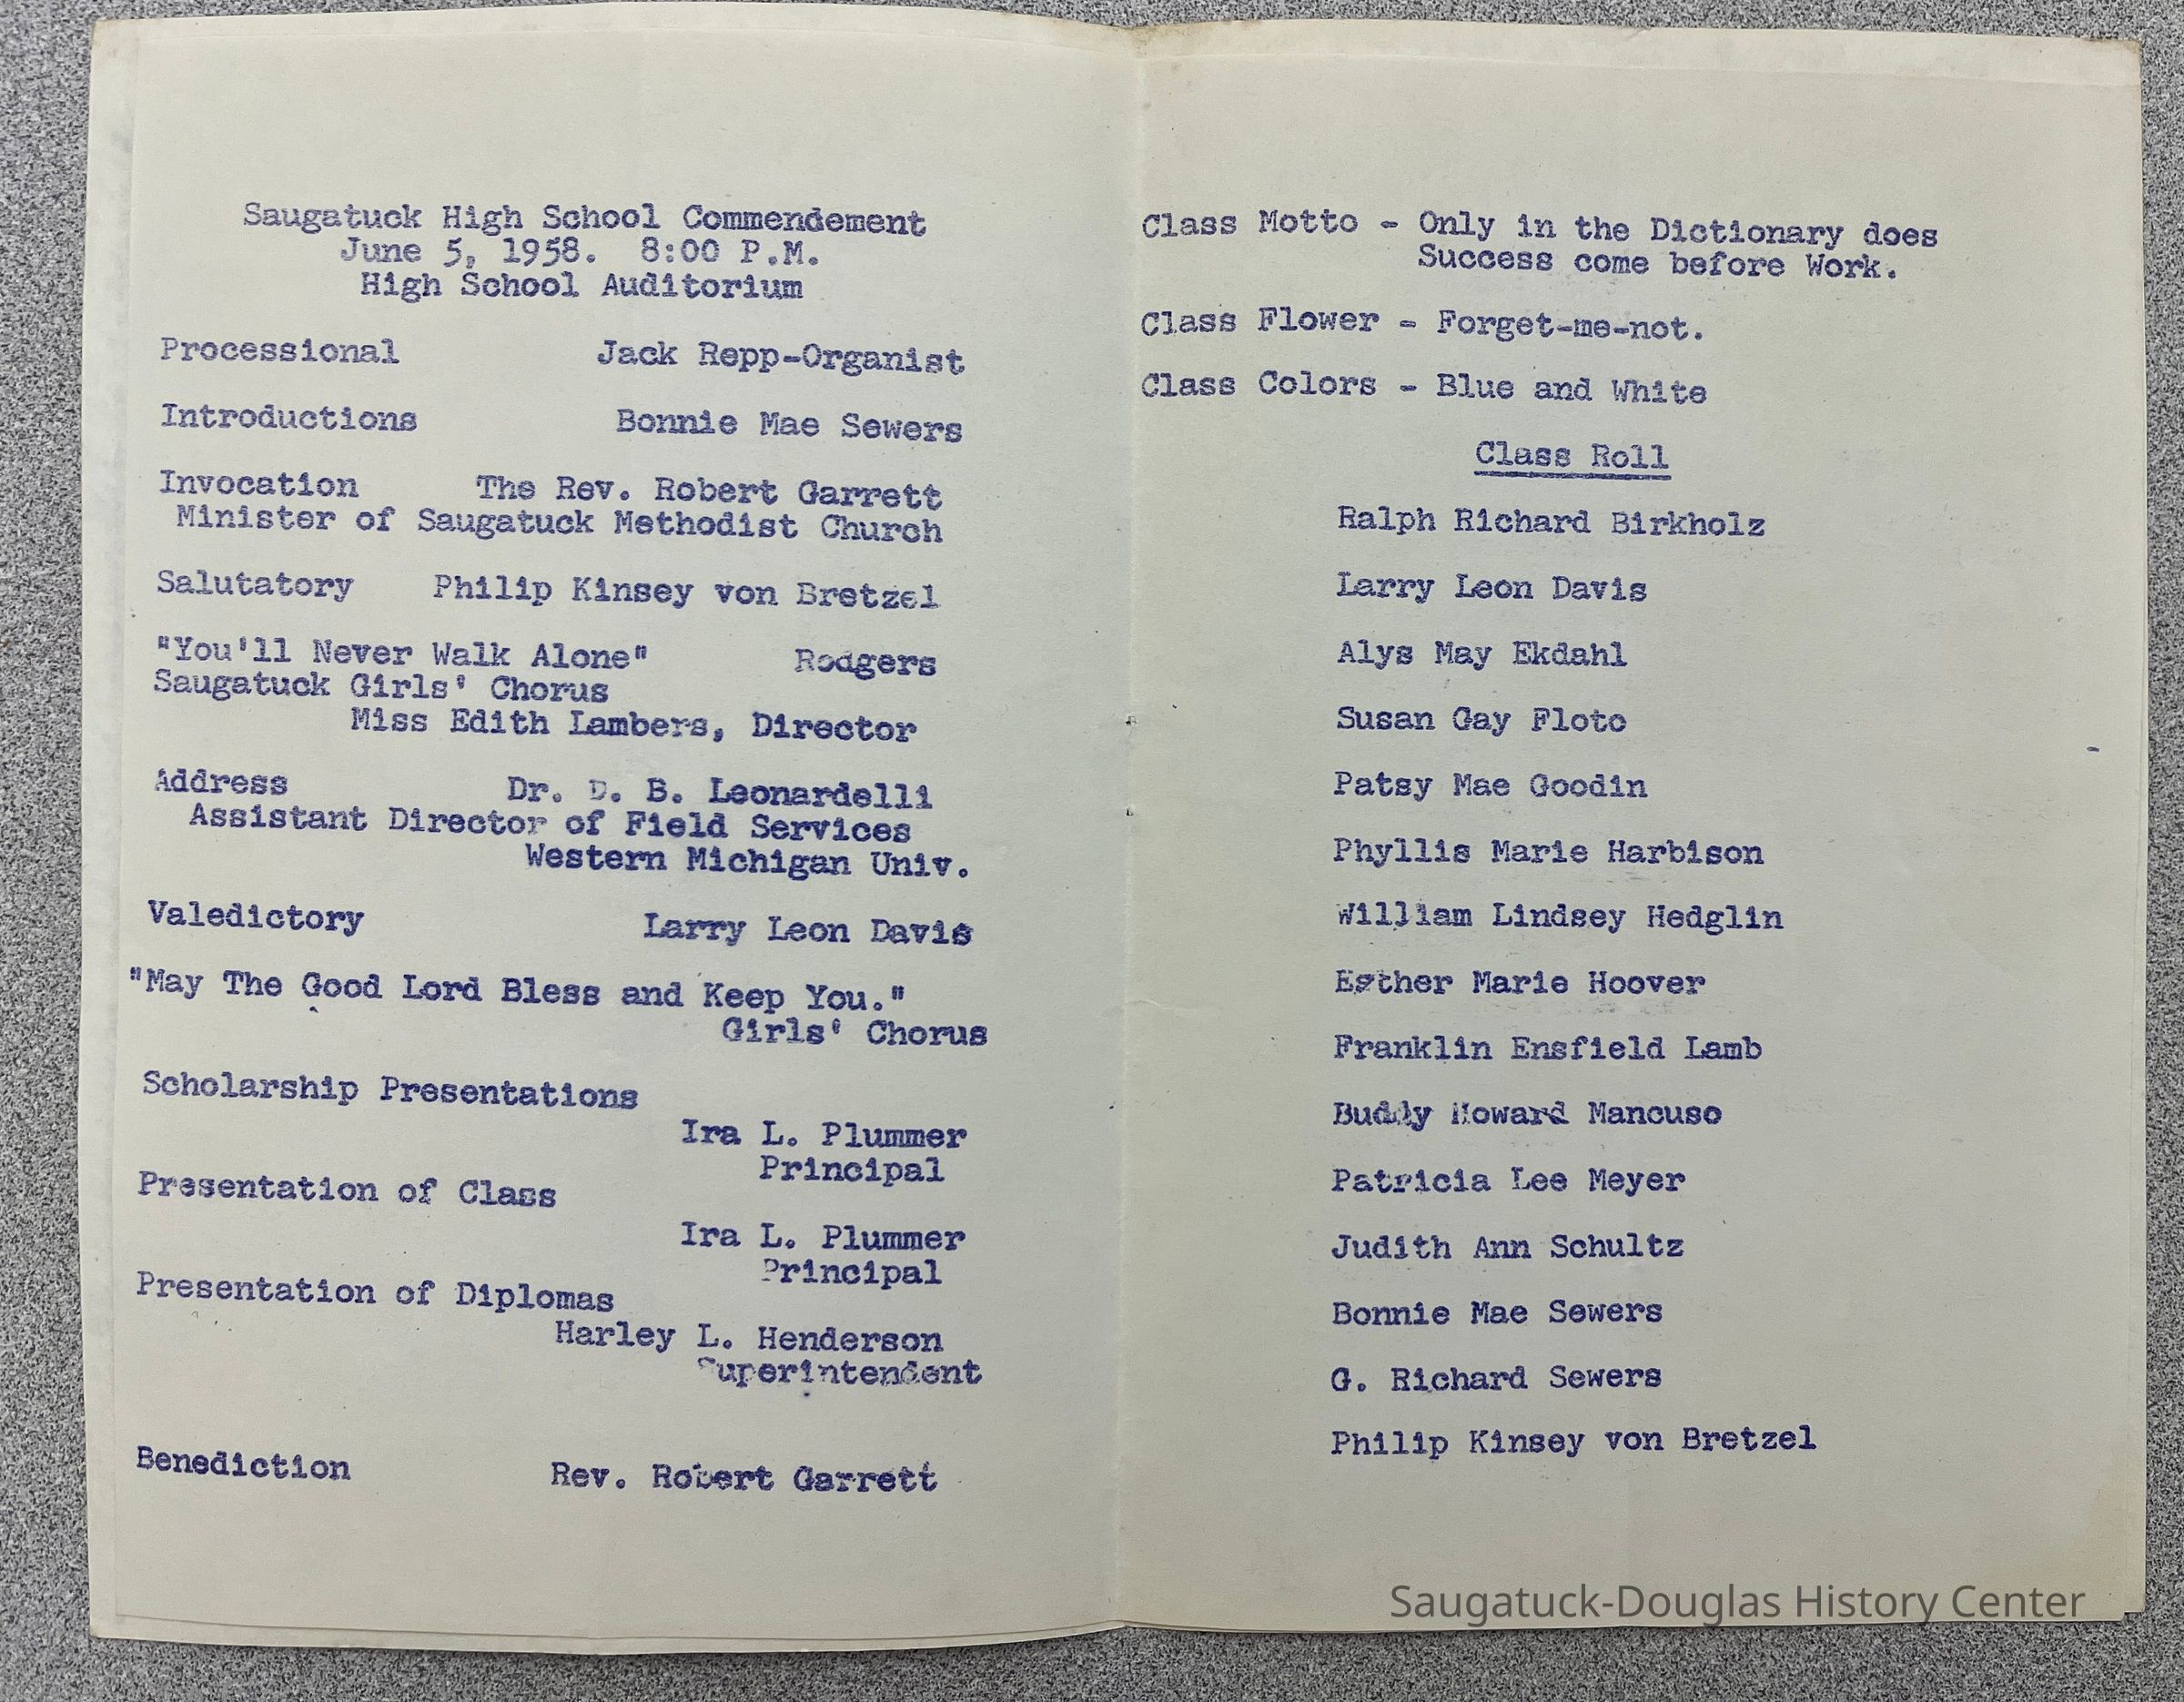 Saugatuck High School Commendement
June 5, 1958. 8:00 P.M.
High School Auditorium
Processional Jack Repp-Organist
Introductions Bonnie Mae Sewers
Invocation The Rev. Robert Garrett
Minister of Saugatuck Methodist Church
Salutatory Philip Kinsey von Bretzel
"You'll Never Walk Alone" Rodgers
Saugatuck Girls' Chorus
Miss Edith Lambers, Director
Address Dr. D. B. Leonardelli
Assistant Director of Field Services
Western Michigan Univ.
Valedictory Larry Leon Davis
"May The Good Lord Bless and Keep You."
Girls' Chorus
Scholarship Presentations
Ira L. Plummer
Principal
Presentation of Class
Ira L. Plummer
Principal
Presentation of Diplomas
Harley L. Henderson
Superintendent
Benediction Rev. Robert Garrett
Class Motto - Only in the Dictionary does
Success come before Work.
Class Flower - Forget-me-not.
Class Colors - Blue and White
Class Roll
Ralph Richard Birkholz
Larry Leon Davis
Alys May Ekdahl
Susan Gay Floto
Patsy Mae Goodin
Phyllis Marie Harbison
William Lindsey Hedglin
Esther Marie Hoover
Franklin Ensfield Lamb
Buddy Howard Mancuso
Patricia Lee Meyer
Judith Ann Schultz
Bonnie Mae Sewers
G. Richard Sewers
Philip Kinsey von Bretzel
Saugatuck-Douglas History Center